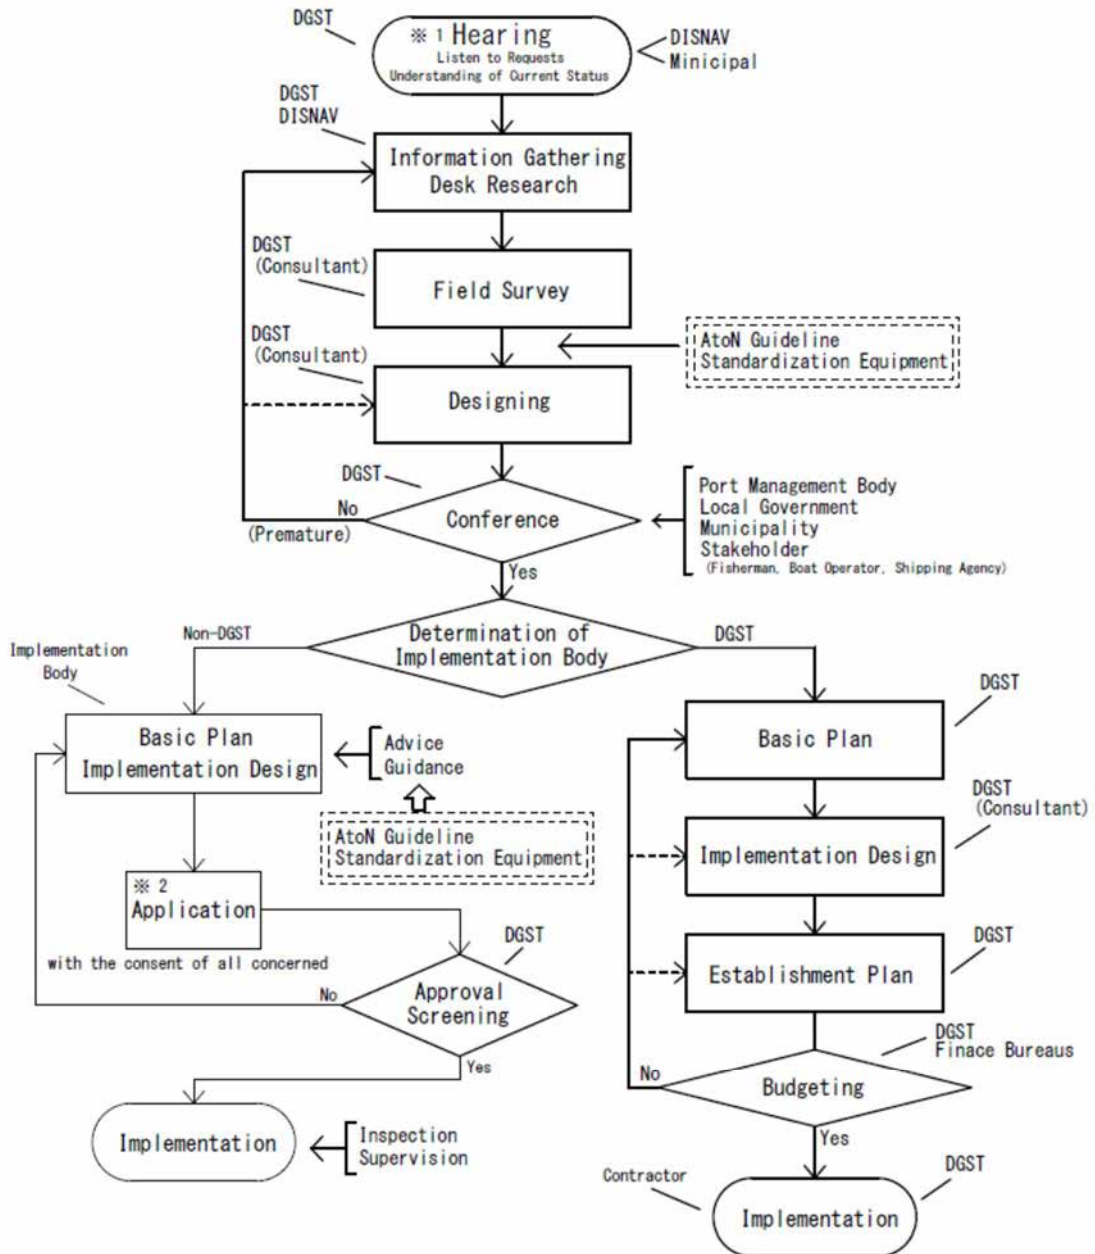 DGST
※ 1 Hearing
Listen to Requests
Understanding of Current Status
DISNAV
Minicipal
DGST
DISNAV
Information Gathering
Desk Research
DGST
(Consultant)
Field Survey
AtoN Guideline
Standardization Equipment
DGST
(Consultant)
Designing
DGST
Conference
No
(Premature)
Port Management Body
Local Government
Municipality
Stakeholder
(Fisherman, Boat Operator, Shipping Agency)
Yes
Determination of
Implementation Body
Non-DGST
DGST
Implementation
Body
Basic Plan
Implementation Design
Advice
Guidance
AtoN Guideline
Standardization Equipment
※ 2
Application
with the consent of all concerned
DGST
Approval
Screening
No
Yes
Implementation
Inspection
Supervision
DGST
Basic Plan
DGST
(Consultant)
Implementation Design
DGST
Establishment Plan
DGST
Finace Bureaus
No
Budgeting
Yes
Contractor
DGST
Implementation